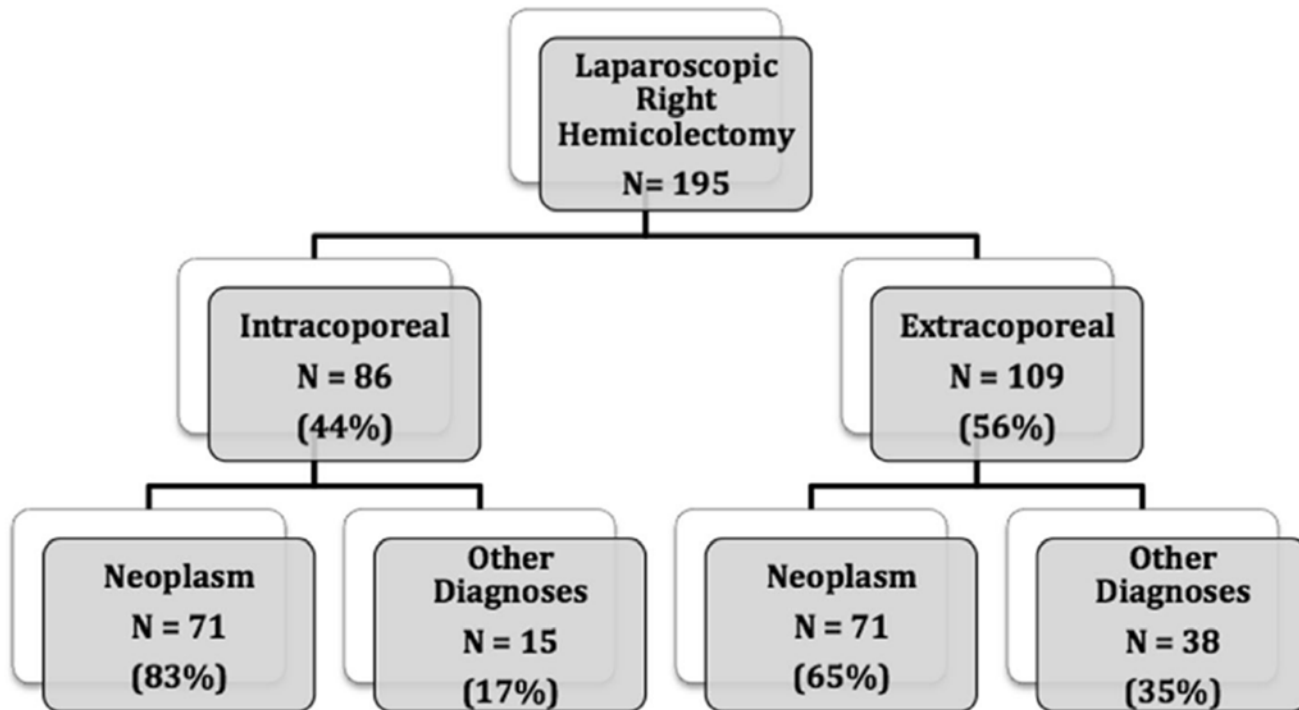 Laparoscopic
Right
Hemicolectomy
N= 195
Intracoporeal
N = 86
(44%)
Extracoporeal
N = 109
(56%)
Neoplasm
N = 71
(83%)
Other
Diagnoses
N = 15
(17%)
Neoplasm
N = 71
(65%)
Other
Diagnoses
N = 38
(35%)